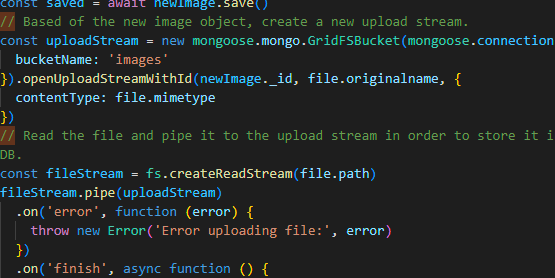 const saved = await newImage.save()
// Based of the new image object, create a new upload stream.
const uploadStream = new mongoose.mongo.GridFSBucket(mongoose.connection
bucketName: 'images'
}).openUploadStreamWithId(newImage._id, file.originalname, {
contentType: file.mimetype
})
// Read the file and pipe it to the upload stream in order to store it i
DB.
const fileStream = fs.createReadStream(file.path)
fileStream.pipe(uploadStream)
.on('error', function (error) {
throw new Error('Error uploading file:', error)
})
.on('finish', async function () {